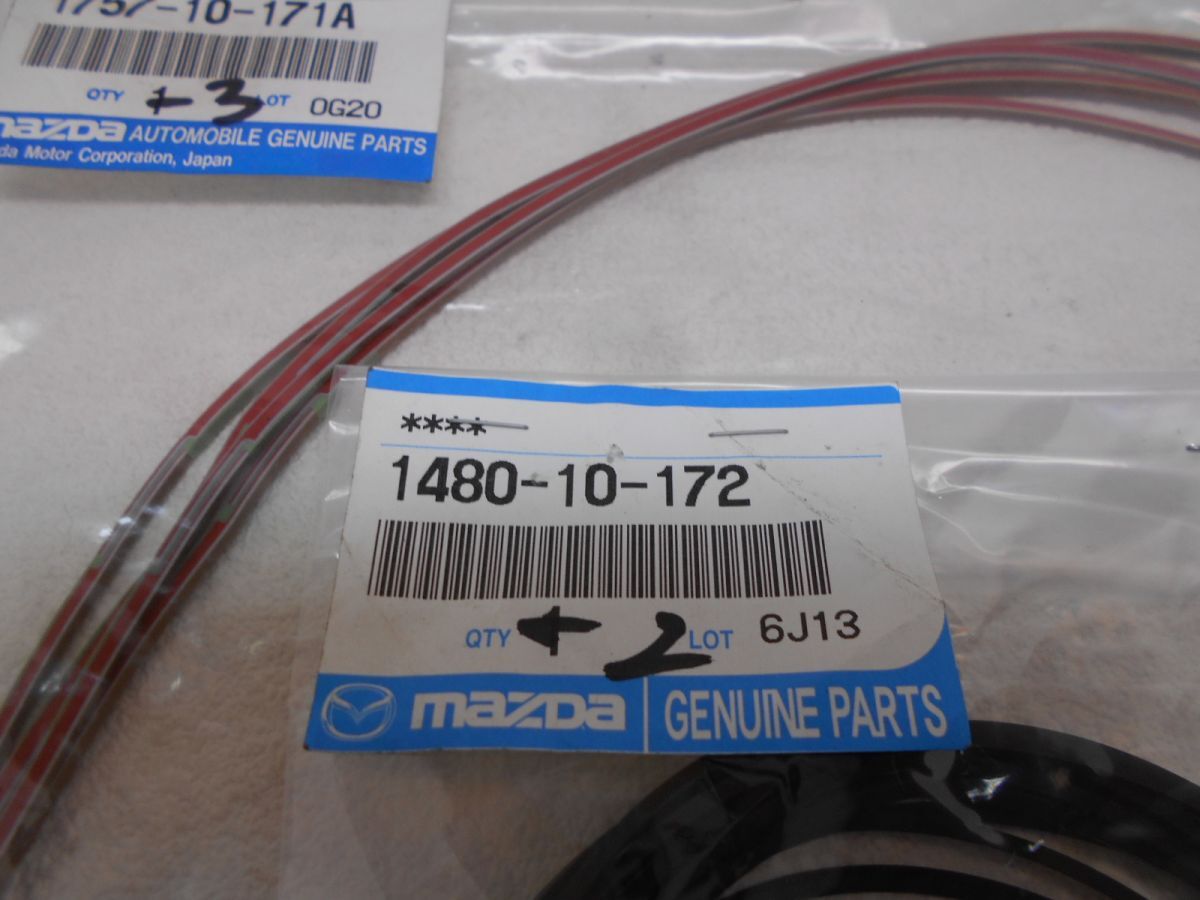 1757-10-171A
QTY + 3 LOT 0G20
mazda AUTOMOBILE GENUINE PARTS
da Motor Corporation, Japan
****
1480-10-172
QTY + 2 LOT 6J13
mazda GENUINE PARTS